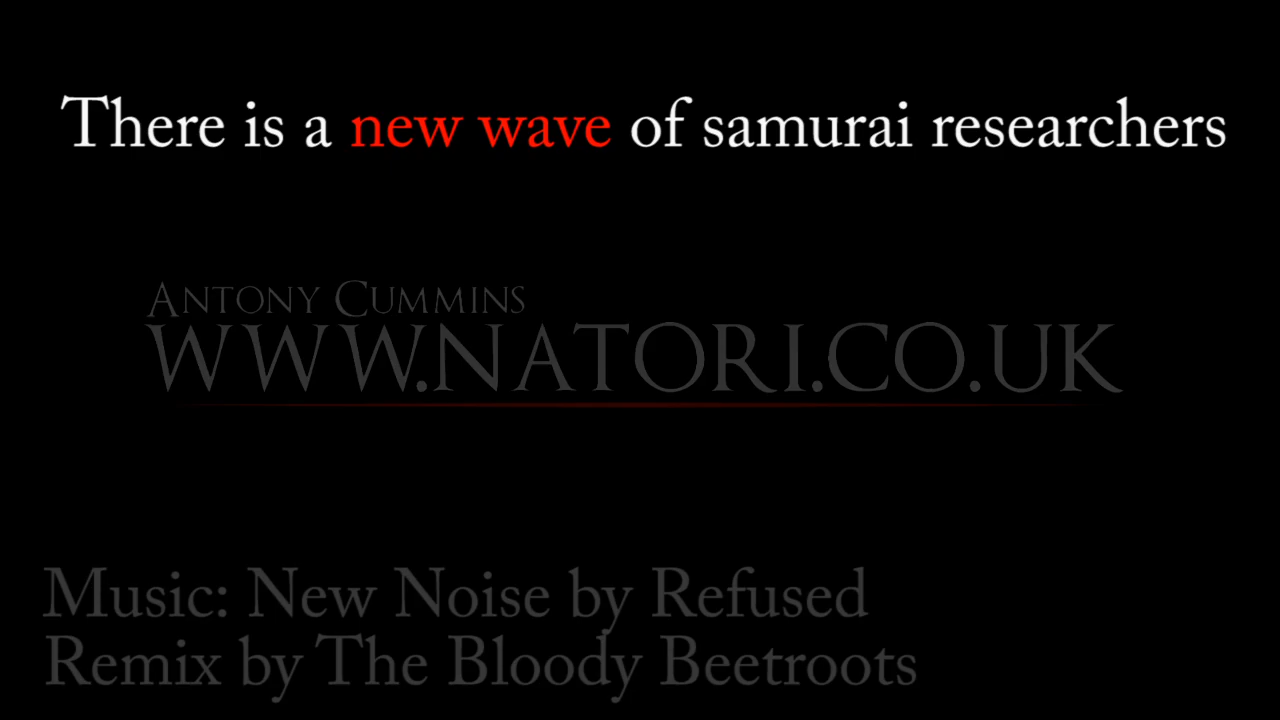 There is a new wave of samurai researchers
Antony Cummins
www.natori.co.uk
Music: New Noise by Refused
Remix by The Bloody Beetroots